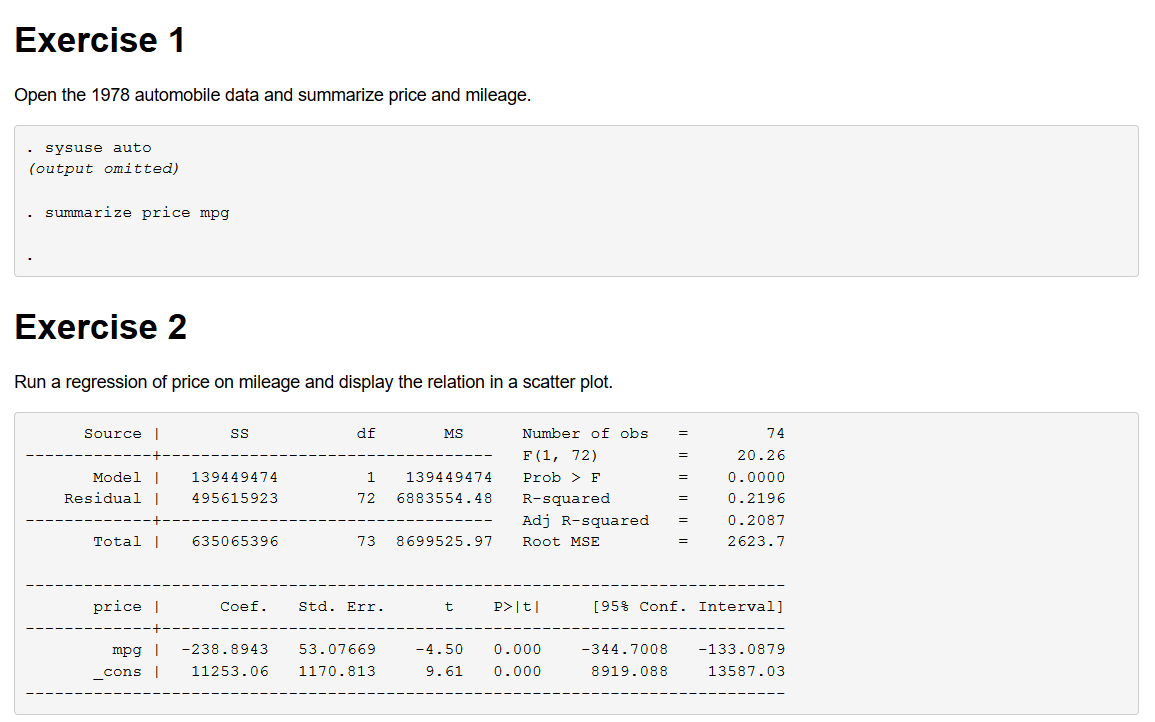 Exercise 1
Open the 1978 automobile data and summarize price and mileage.
. sysuse auto
(output omitted)
. summarize price mpg
.
Exercise 2
Run a regression of price on mileage and display the relation in a scatter plot.
      Source |       SS           df       MS      Number of obs   =        74
-------------+----------------------------------   F(1, 72)        =     20.26
       Model |   139449474         1   139449474   Prob > F        =    0.0000
    Residual |   495615923        72  6883554.48   R-squared       =    0.2196
-------------+----------------------------------   Adj R-squared   =    0.2087
       Total |   635065396        73  8699525.97   Root MSE        =    2623.7
------------------------------------------------------------------------------
       price |      Coef.   Std. Err.      t    P>|t|     [95% Conf. Interval]
-------------+----------------------------------------------------------------
         mpg |  -238.8943   53.07669    -4.50   0.000    -344.7008   -133.0879
       _cons |   11253.06   1170.813     9.61   0.000     8919.088    13587.03
------------------------------------------------------------------------------